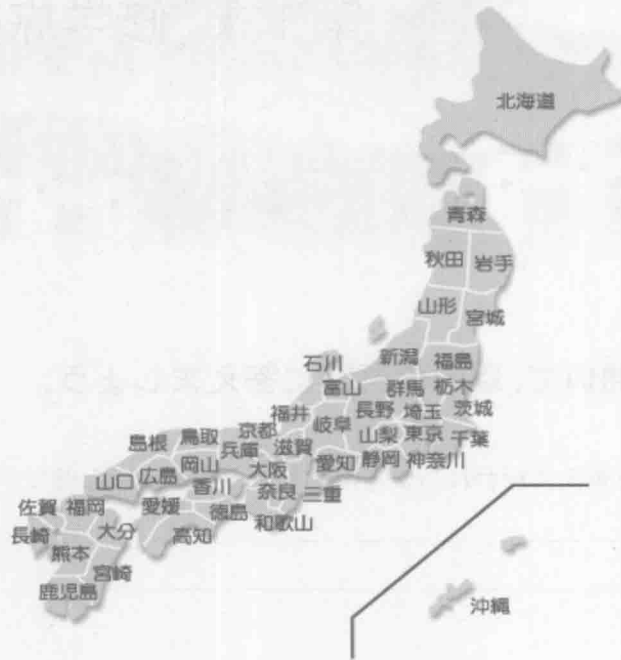 北海道
青森
秋田 岩手
山形 宮城
新潟 福島
石川 富山 群馬 栃木
福井 岐阜 長野 埼玉 茨城
島根 鳥取 京都 兵庫 滋賀 山梨 東京 千葉
山口 広島 岡山 大阪 愛知 静岡 神奈川
佐賀 福岡 愛媛 香川 奈良 三重
長崎 大分 高知 徳島 和歌山
熊本 宮崎
鹿児島
沖縄